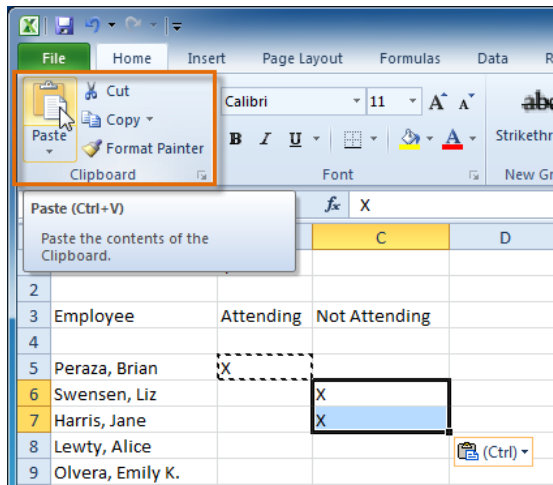 File Home Insert Page Layout Formulas Data R
Cut
Calibri 11 A A abc
Copy
Paste B I U A Strikethr
Format Painter
Clipboard Font New Gr
Paste (Ctrl+V) fx X
Paste the contents of the
Clipboard.
C D
2
3 Employee Attending Not Attending
4
5 Peraza, Brian X
6 Swensen, Liz X
7 Harris, Jane X
8 Lewty, Alice (Ctrl)
9 Olvera, Emily K.